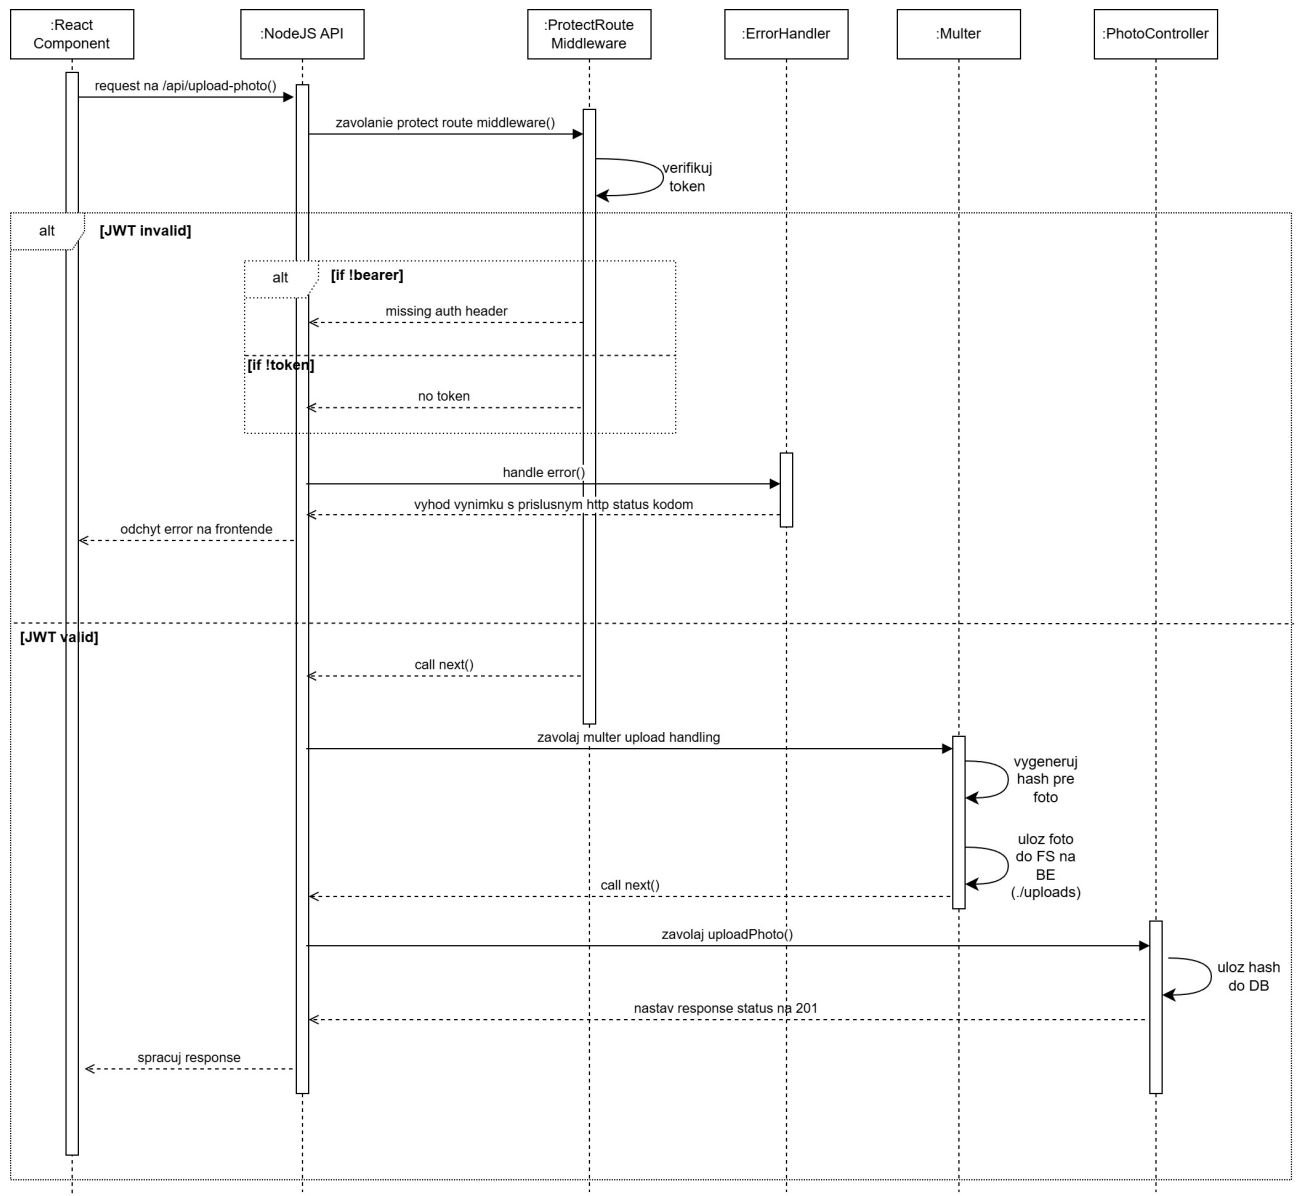 :React
Component
:NodeJS API
:ProtectRoute
Middleware
:ErrorHandler
:Multer
:PhotoController
request na /api/upload-photo()
zavolanie protect route middleware()
verifikuj
token
alt
[JWT invalid]
alt
[if !bearer]
missing auth header
[if !token]
no token
handle error()
vyhod vynimku s prislusnym http status kodom
odchyt error na frontende
[JWT valid]
call next()
zavolaj multer upload handling
vygeneruj
hash pre
foto
uloz foto
do FS na
BE
(./uploads)
call next()
zavolaj uploadPhoto()
uloz hash
do DB
nastav response status na 201
spracuj response